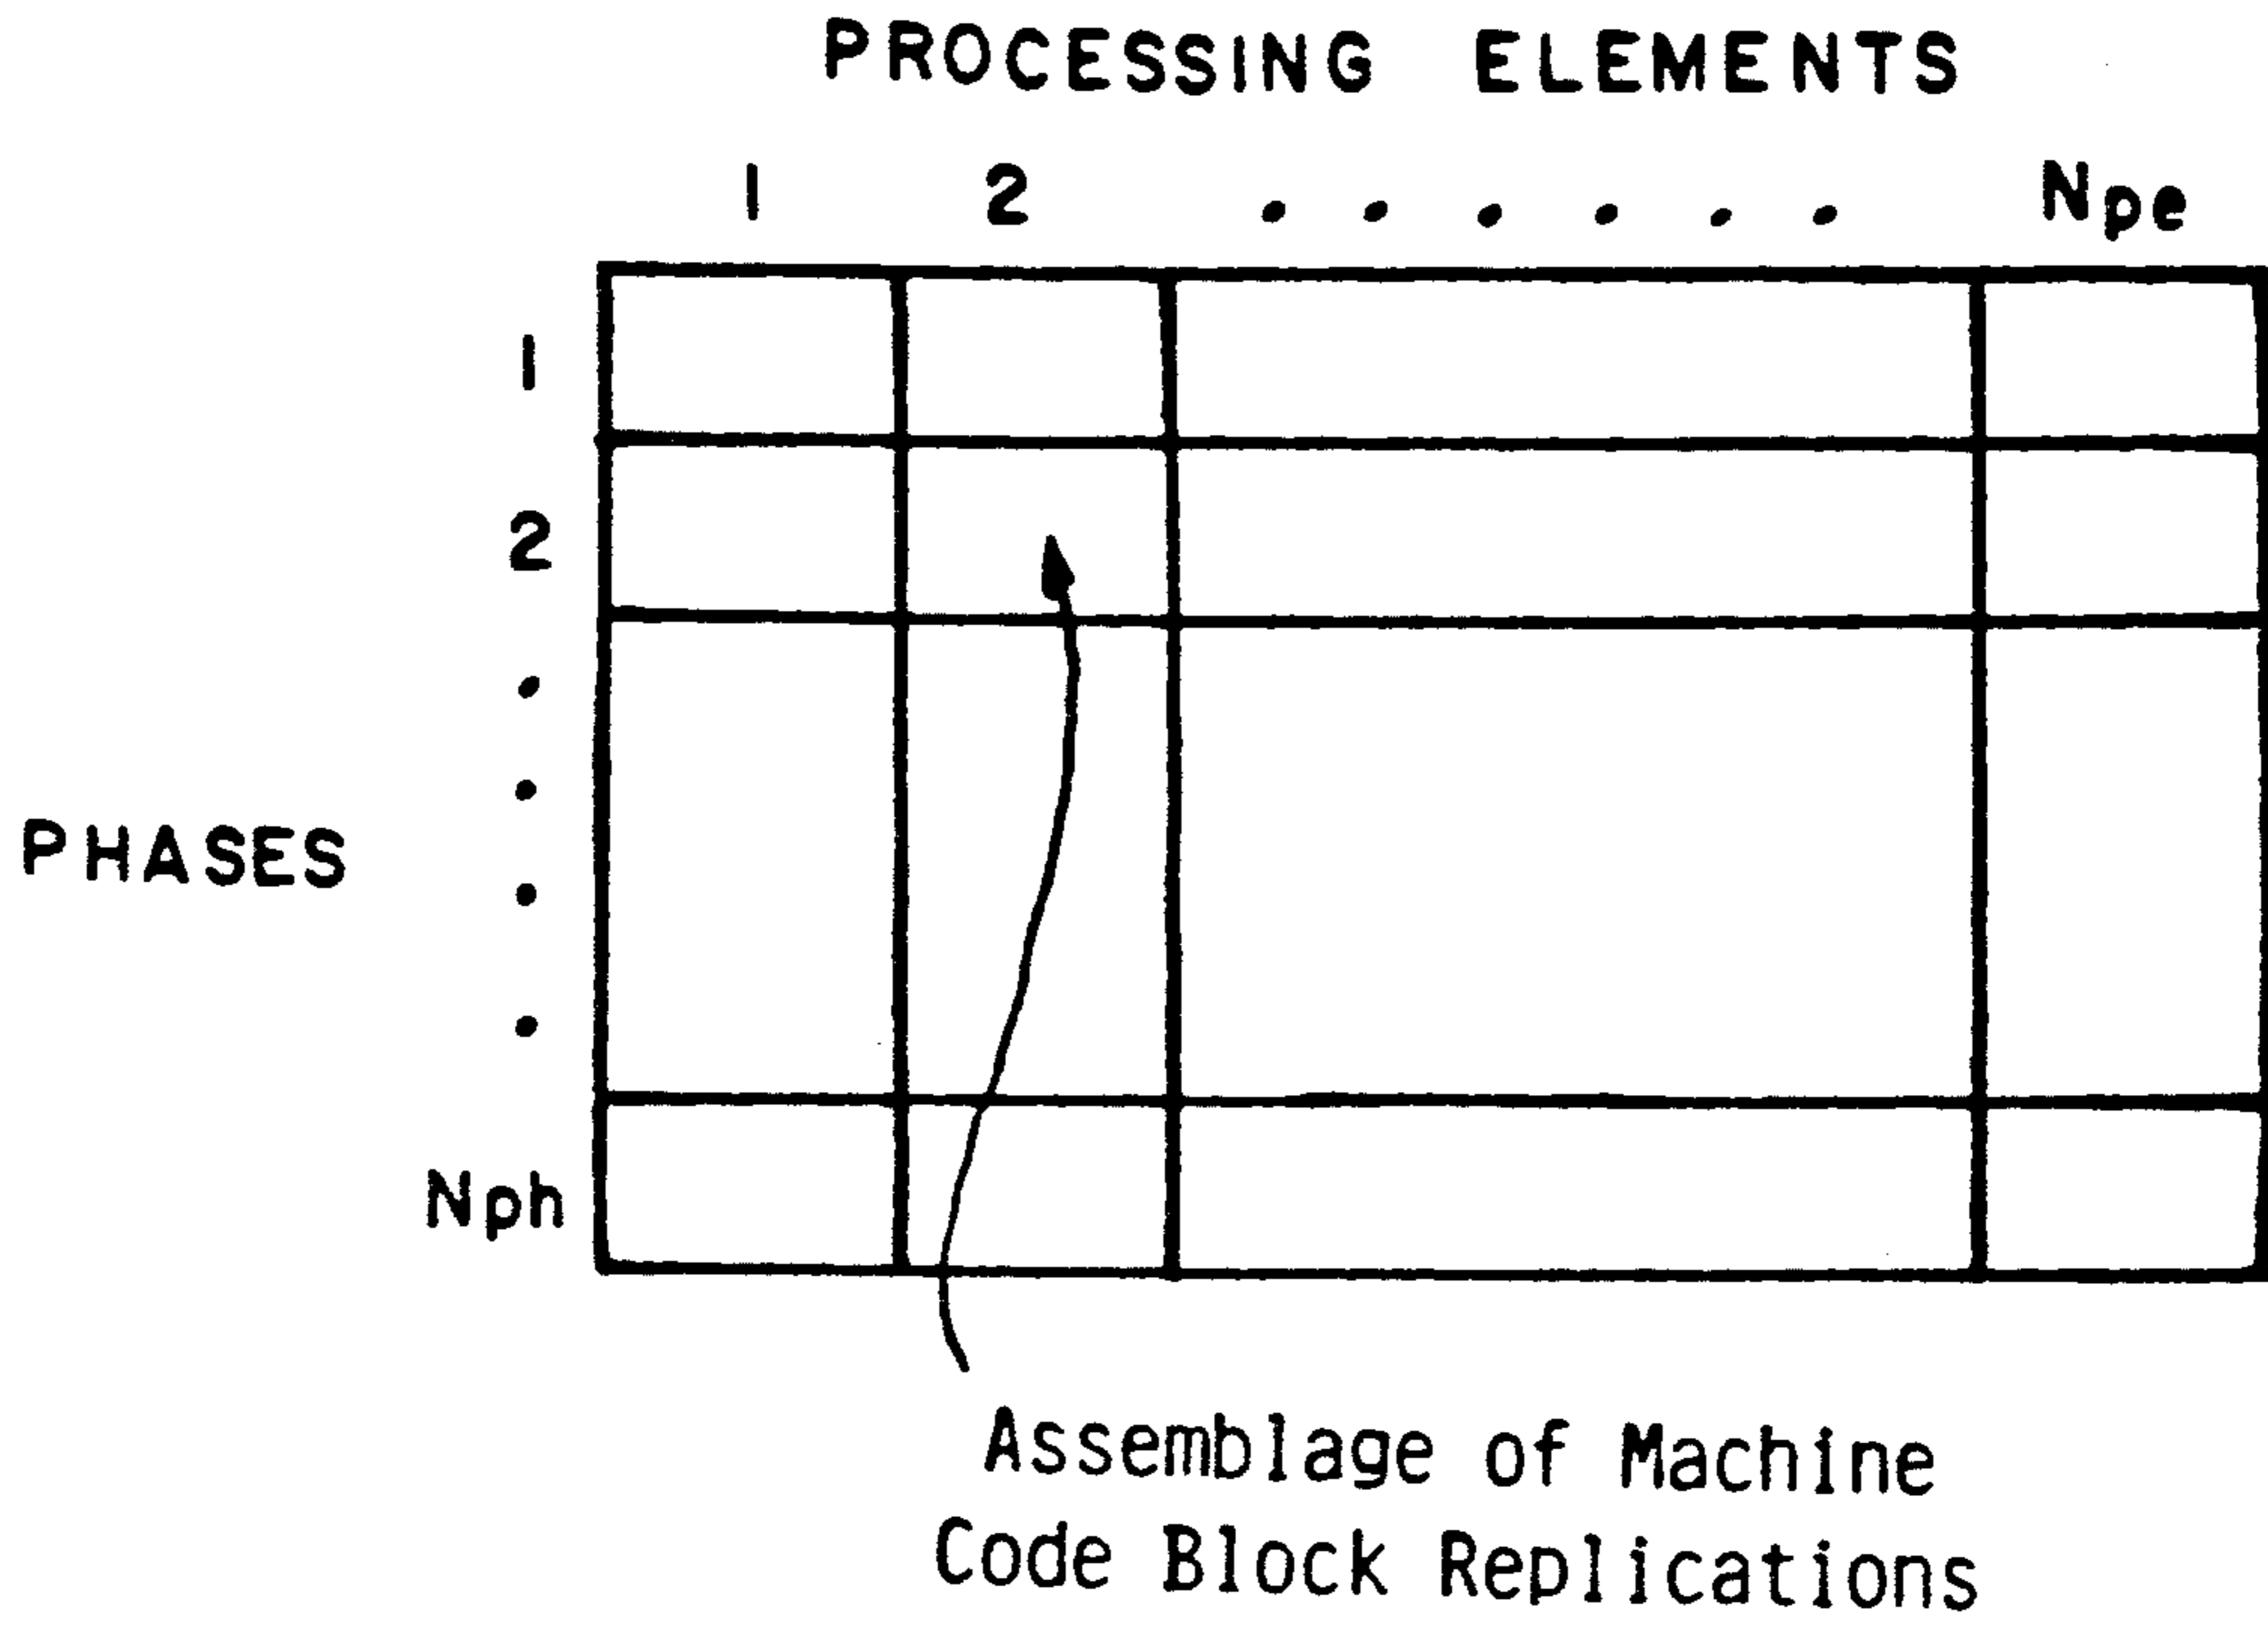 PROCESSING ELEMENTS
1 2 . . . . . . Npe
1
2
.
.
PHASES
.
.
Nph
Assemblage of Machine
Code Block Replications